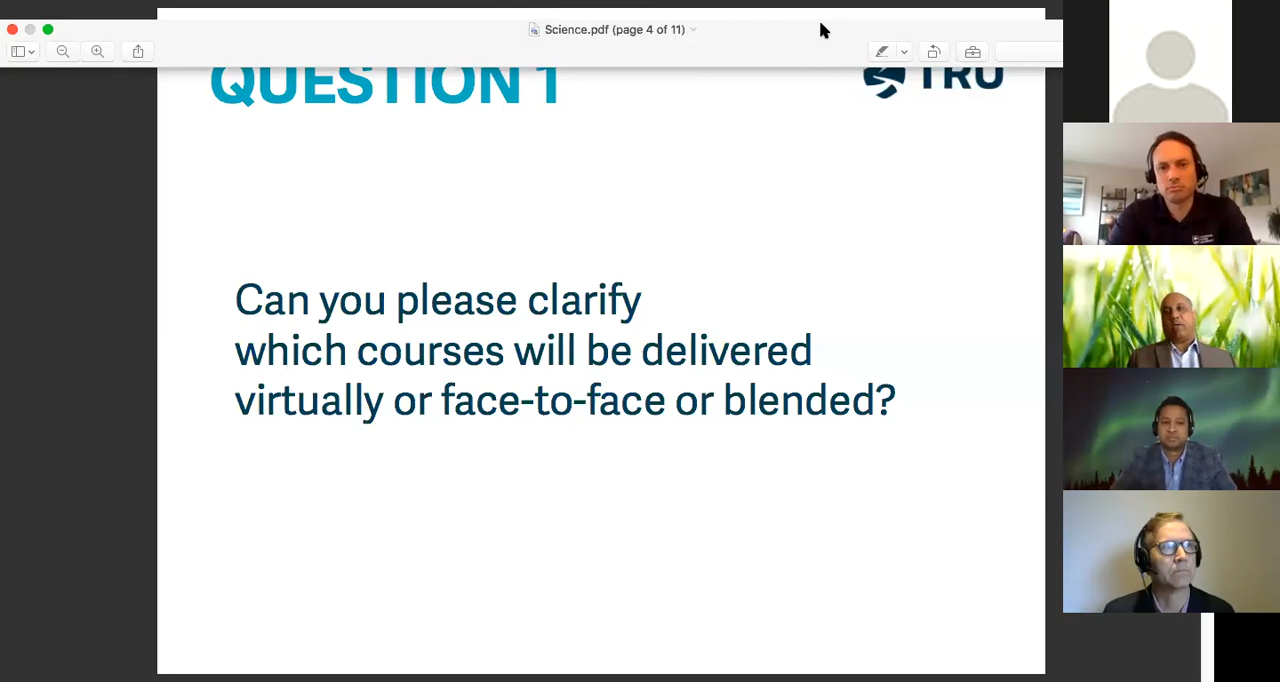 Science.pdf (page 4 of 11)
QUESTION 1
TRU
Can you please clarify
which courses will be delivered
virtually or face-to-face or blended?